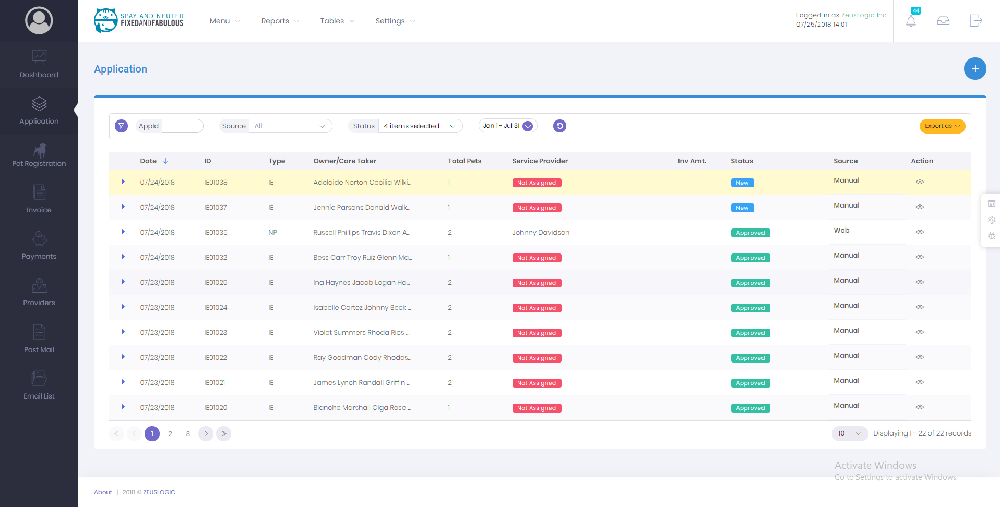 SPAY AND NEUTER
FIXEDANDFABULOUS
Menu Reports Tables Settings
Logged in as ZeusLogic Inc
07/25/2018 14:01
44
Dashboard
Application
Pet Registration
Invoice
Payments
Providers
Post Mail
Email List
Application
AppId Source All Status 4 items selected Jan 1 - Jul 31 Export as
Date ID Type Owner/Care Taker Total Pets Service Provider Inv Amt. Status Source Action
07/24/2018 IE01038 IE Adelaide Norton Cecilia Wilki... 1 Not Assigned New Manual
07/24/2018 IE01037 IE Jennie Parsons Donald Walk... 1 Not Assigned New Manual
07/24/2018 IE01035 NP Russell Phillips Travis Dixon A... 2 Johnny Davidson Approved Web
07/24/2018 IE01032 IE Bess Carr Troy Ruiz Glenn Ma... 1 Not Assigned Approved Manual
07/23/2018 IE01025 IE Ina Haynes Jacob Logan Ha... 2 Not Assigned Approved Manual
07/23/2018 IE01024 IE Isabelle Cortez Johnny Beck ... 2 Not Assigned Approved Manual
07/23/2018 IE01023 IE Violet Summers Rhoda Rios ... 2 Not Assigned Approved Manual
07/23/2018 IE01022 IE Ray Goodman Cody Rhodes... 2 Not Assigned Approved Manual
07/23/2018 IE01021 IE James Lynch Randall Griffin ... 2 Not Assigned Approved Manual
07/23/2018 IE01020 IE Blanche Marshall Olga Rose ... 1 Not Assigned Approved Manual
1 2 3 10 Displaying 1 - 22 of 22 records
Activate Windows
Go to Settings to activate Windows.
About | 2018 © ZEUSLOGIC